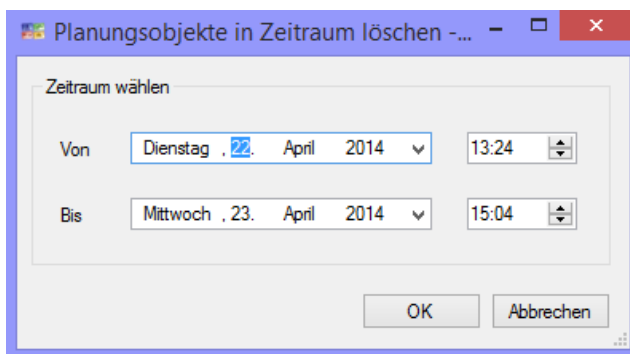 Planungsobjekte in Zeitraum löschen -...
Zeitraum wählen
Von Dienstag , 22. April 2014 13:24
Bis Mittwoch , 23. April 2014 15:04
OK Abbrechen